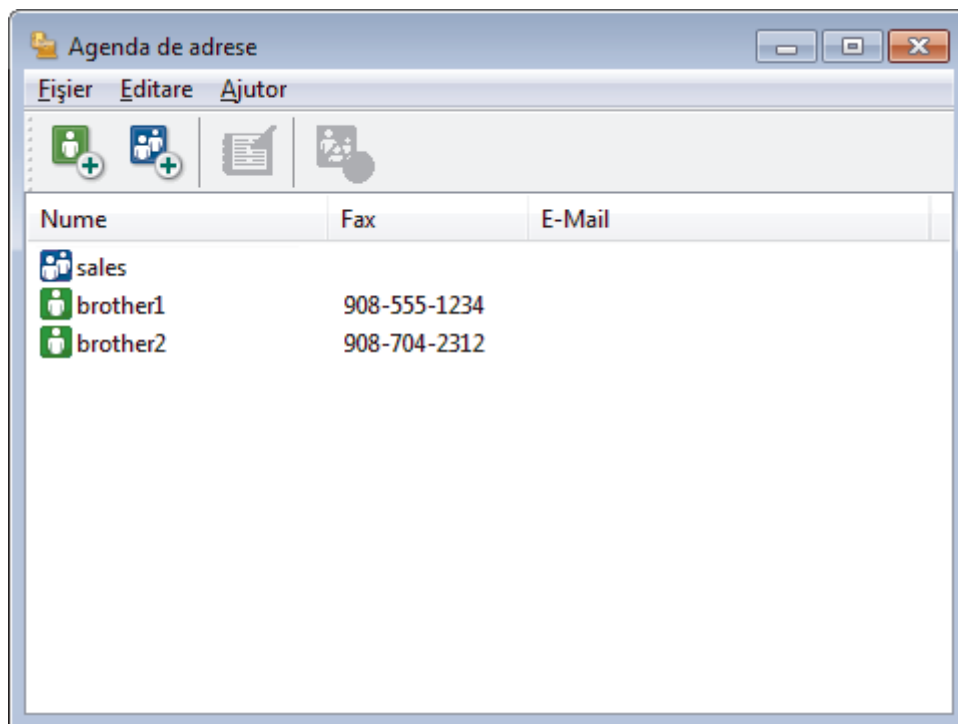 Agenda de adrese
Fişier Editare Ajutor
Nume Fax E-Mail
sales
brother1 908-555-1234
brother2 908-704-2312